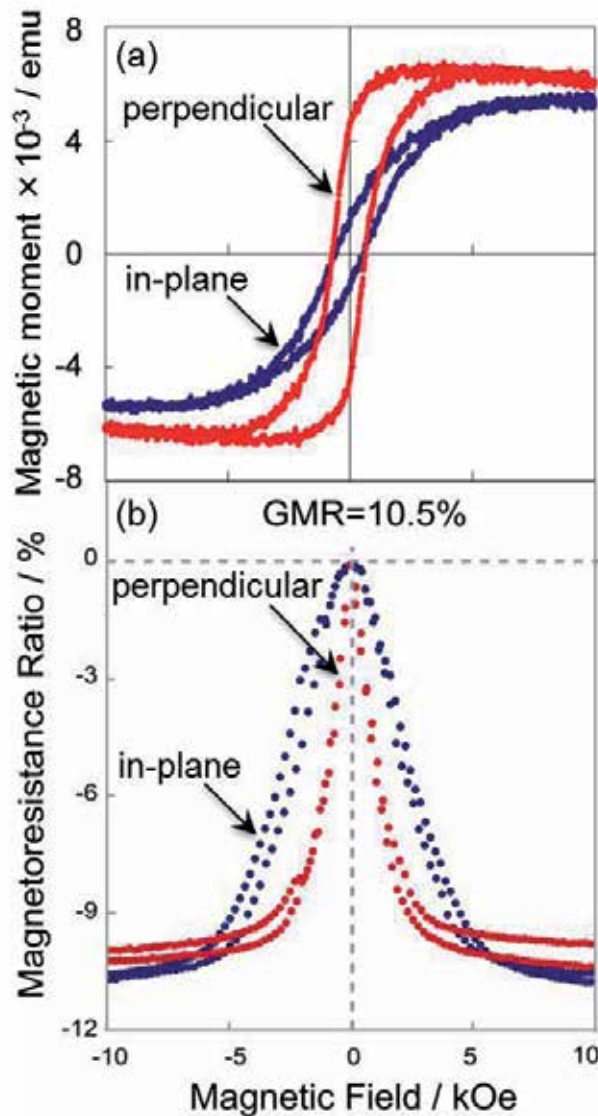 (a)
perpendicular
in-plane
8
4
0
-4
-8
Magnetic moment × 10⁻³ / emu
(b)
GMR=10.5%
perpendicular
in-plane
0
-3
-6
-9
-12
Magnetoresistance Ratio / %
-10 -5 0 5 10
Magnetic Field / kOe